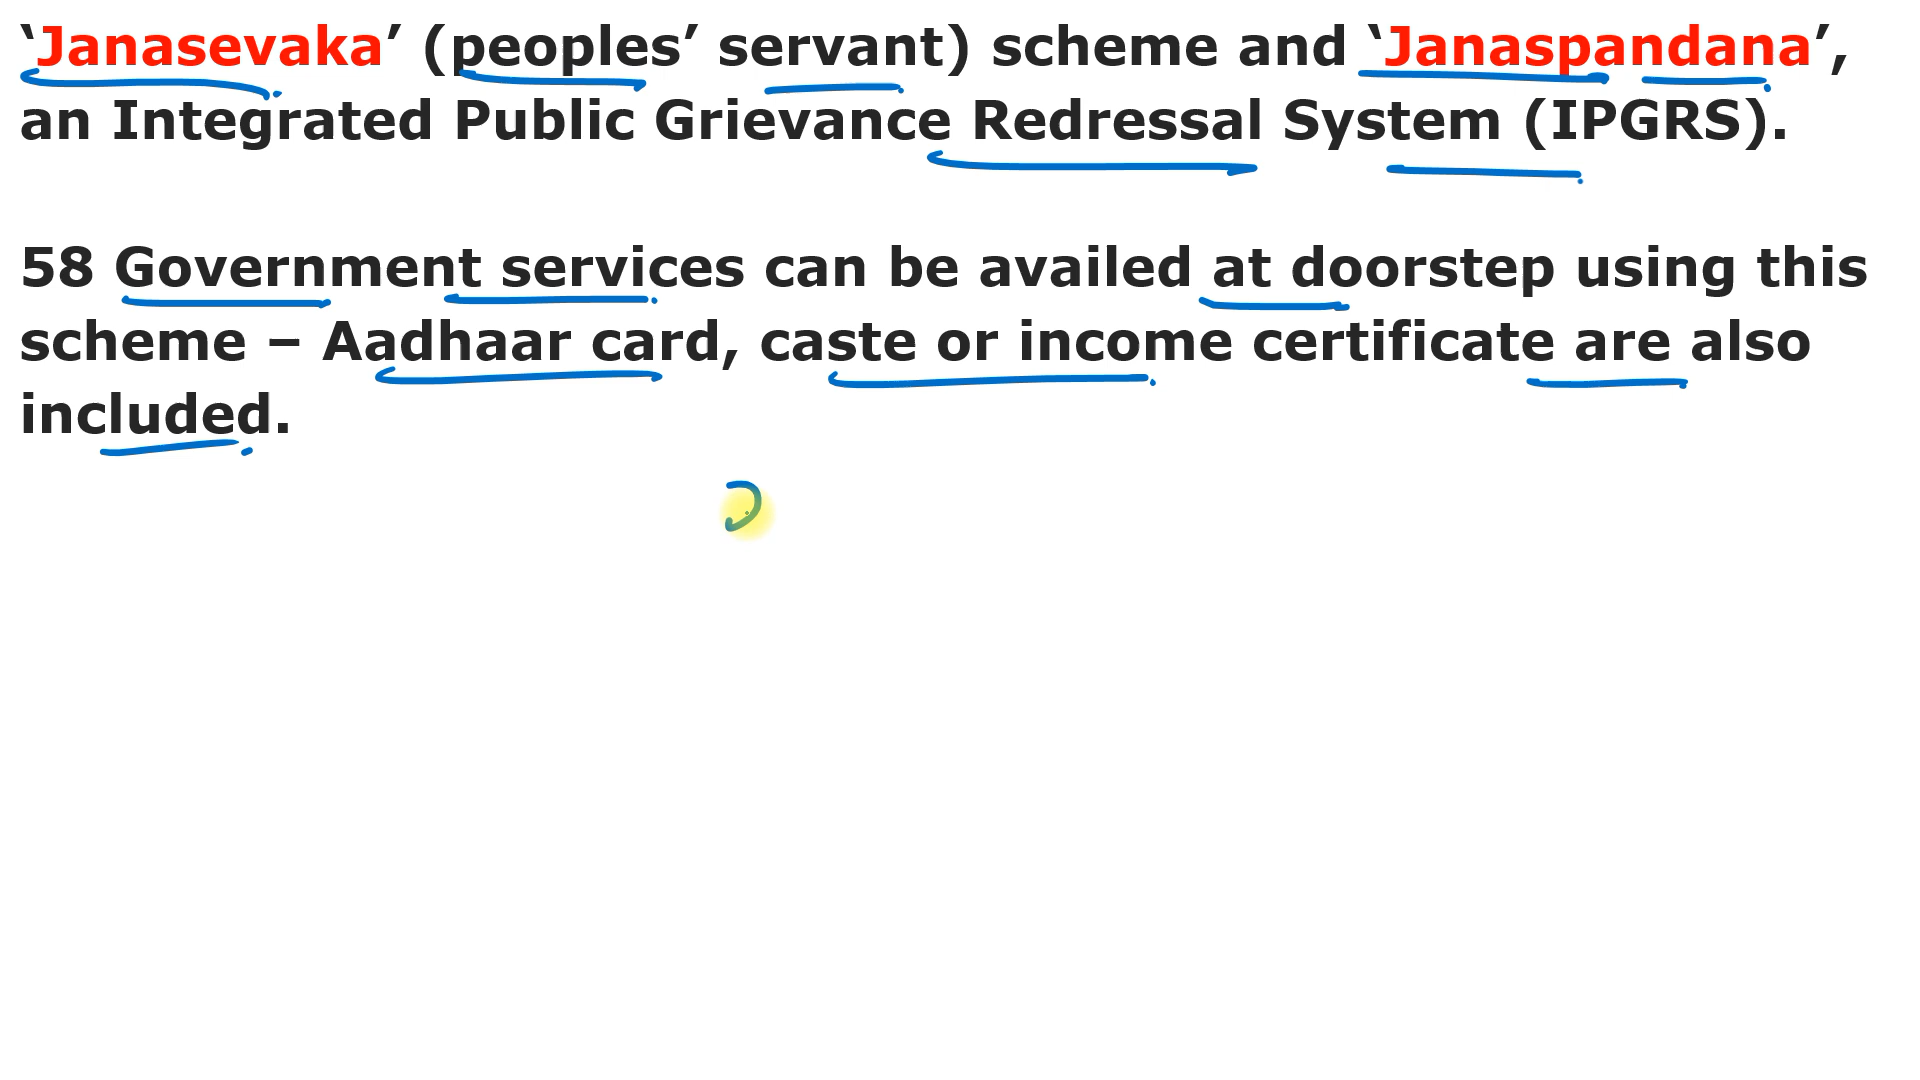 ‘Janasevaka’ (peoples’ servant) scheme and ‘Janaspandana’,
an Integrated Public Grievance Redressal System (IPGRS).
58 Government services can be availed at doorstep using this
scheme – Aadhaar card, caste or income certificate are also
included.